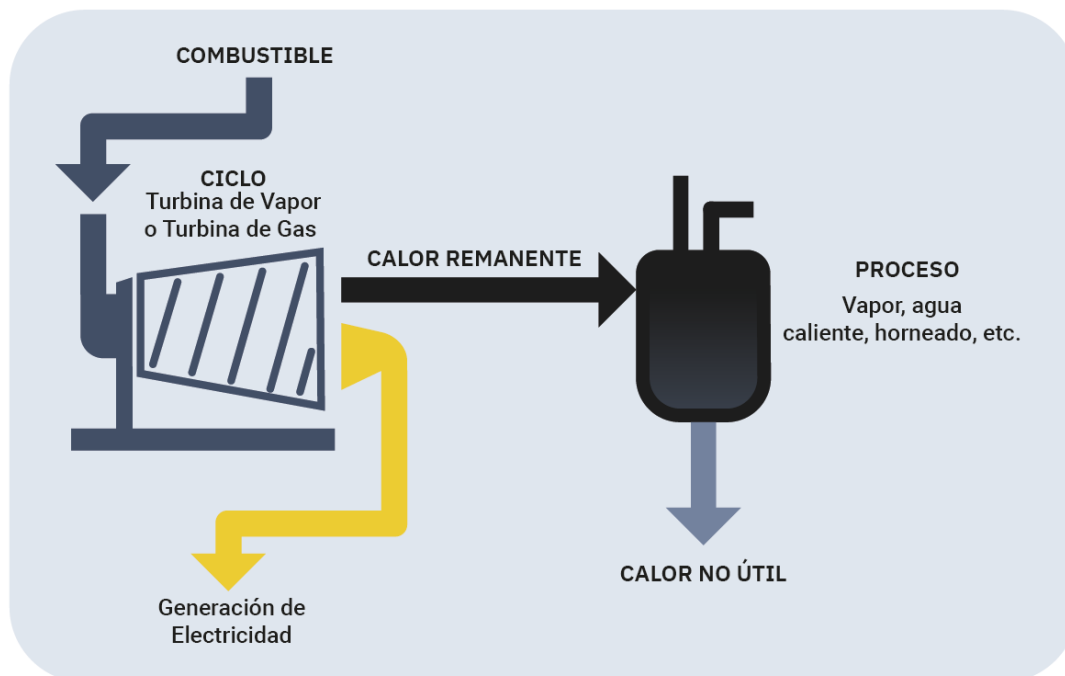 COMBUSTIBLE
CICLO
Turbina de Vapor
o Turbina de Gas
CALOR REMANENTE
PROCESO
Vapor, agua
caliente, horneado, etc.
CALOR NO ÚTIL
Generación de
Electricidad